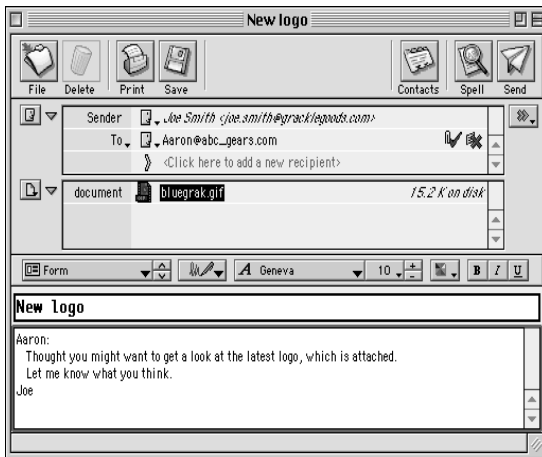 New logo
File Delete Print Save Contacts Spell Send
Sender Joe Smith <joe.smith@gracklegoods.com>
To Aaron@abc_gears.com
<Click here to add a new recipient>
document bluegrak.gif 15.2 K on disk
Form A Geneva 10 + - B I U
New logo
Aaron:
Thought you might want to get a look at the latest logo, which is attached.
Let me know what you think.
Joe